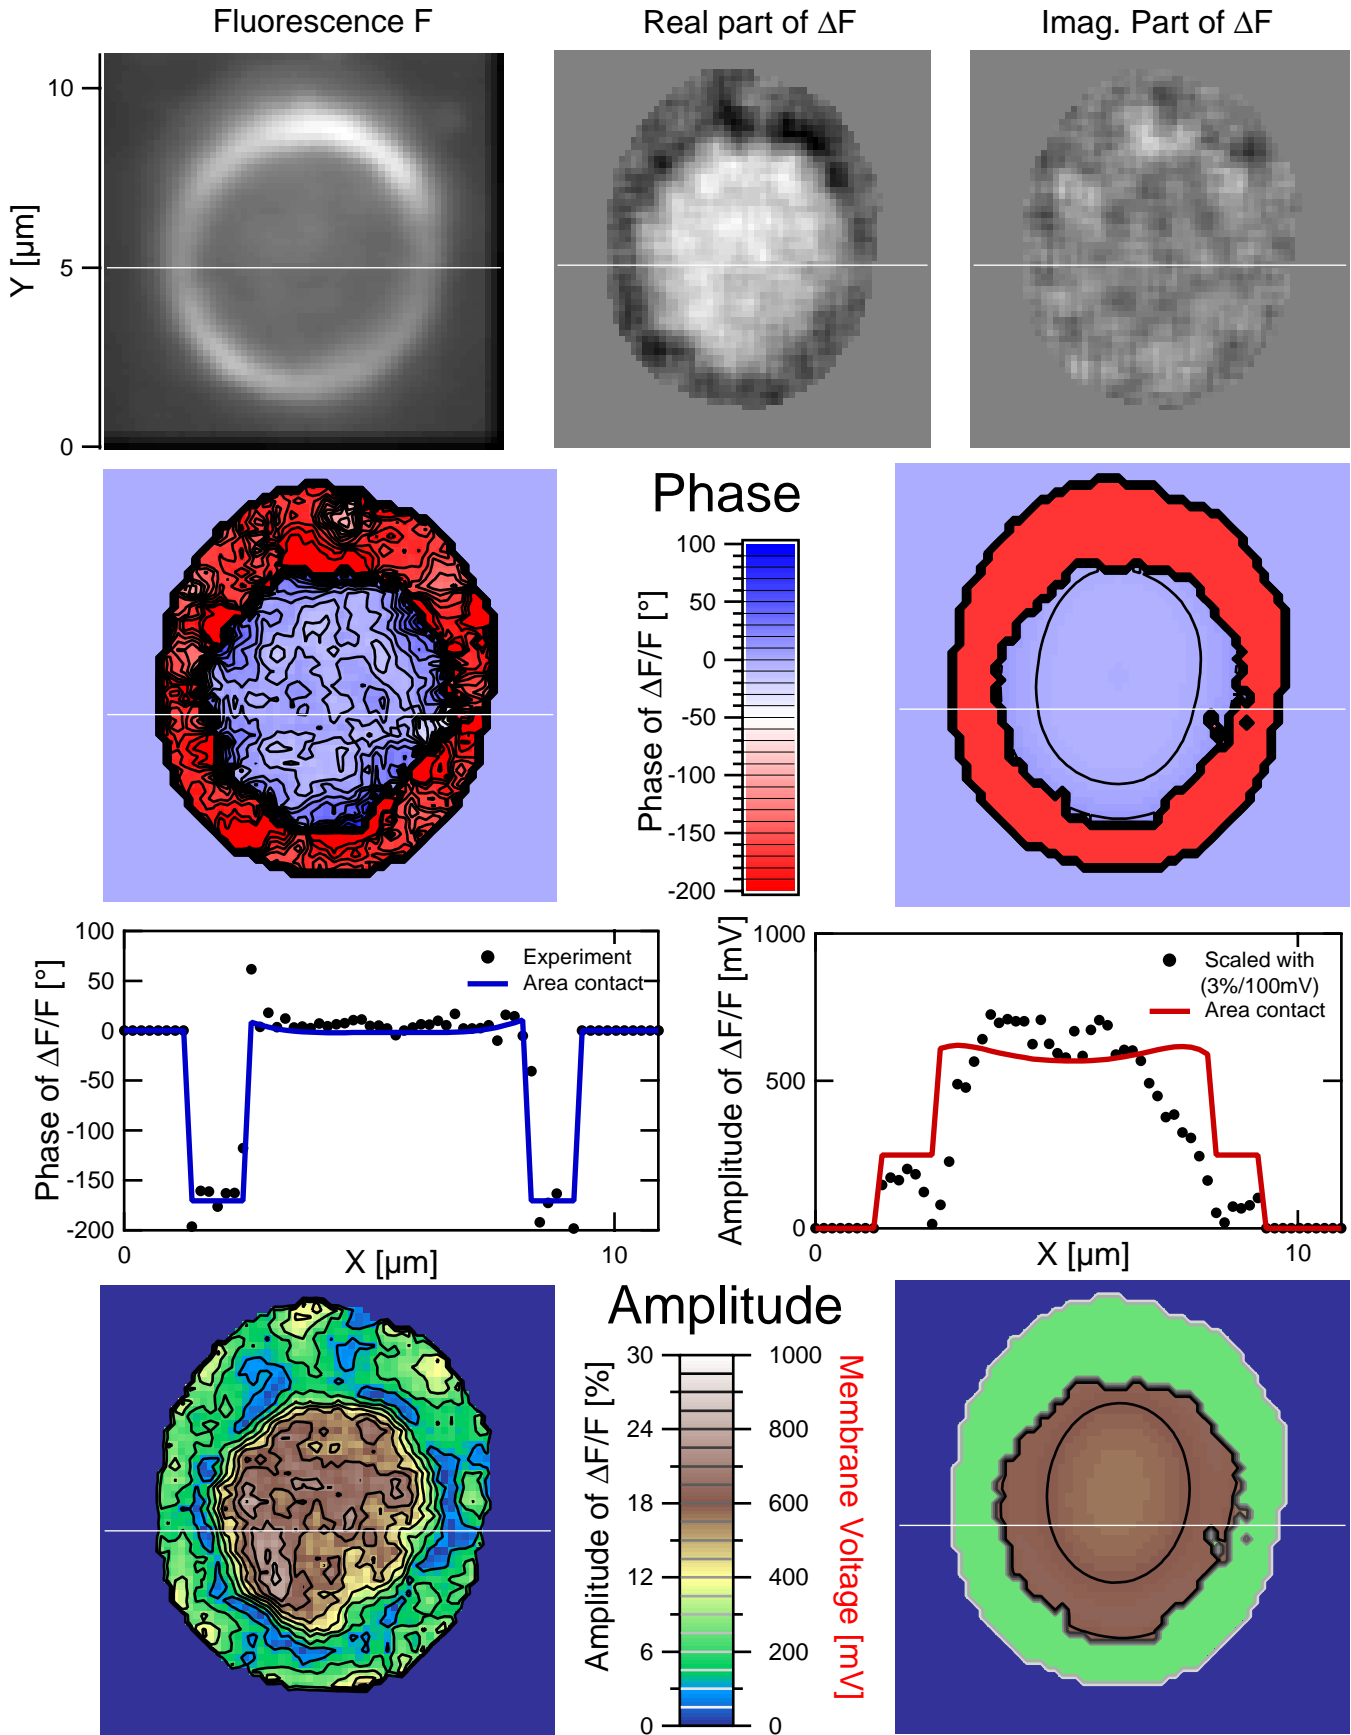 Fluorescence F
Real part of ΔF
Imag. Part of ΔF
Y [µm]
10
5
0
Phase
Phase of ΔF/F [°]
100
50
0
-50
-100
-150
-200
Phase of ΔF/F [°]
100
50
0
-50
-100
-150
-200
Experiment
Area contact
0
10
X [µm]
Amplitude of ΔF/F [mV]
1000
500
0
Scaled with
(3%/100mV)
Area contact
0
10
X [µm]
Amplitude
Amplitude of ΔF/F [%]
30
24
18
12
6
0
1000
800
600
400
200
0
Membrane Voltage [mV]